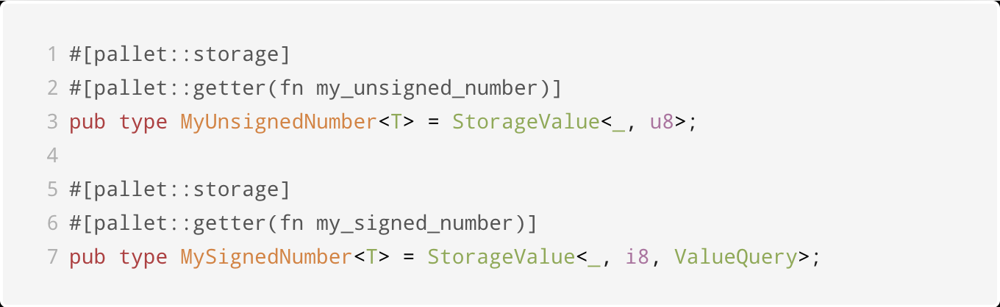 1 #[pallet::storage]
2 #[pallet::getter(fn my_unsigned_number)]
3 pub type MyUnsignedNumber<T> = StorageValue<_, u8>;
4
5 #[pallet::storage]
6 #[pallet::getter(fn my_signed_number)]
7 pub type MySignedNumber<T> = StorageValue<_, i8, ValueQuery>;